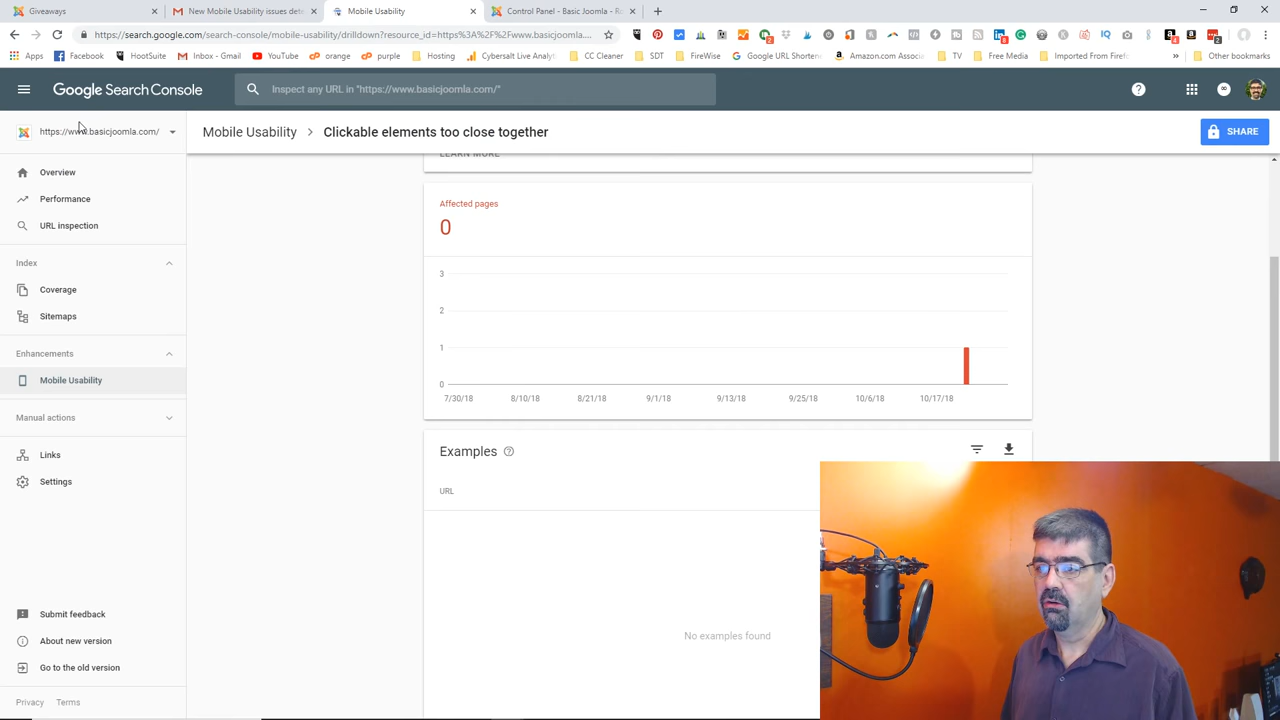 Giveaways
New Mobile Usability issues det
Mobile Usability
Control Panel - Basic Joomla - R
https://search.google.com/search-console/mobile-usability/drilldown?resource_id=https%3A%2F%2Fwww.basicjoomla....
Apps
Facebook
HootSuite
Inbox - Gmail
YouTube
orange
purple
Hosting
Cybersalt Live Analyt
CC Cleaner
SDT
FireWise
Google URL Shortene
Amazon.com Associa
TV
Free Media
Imported From Firefo
»
Other bookmarks
Google Search Console
Inspect any URL in "https://www.basicjoomla.com/"
https://www.basicjoomla.com/
Mobile Usability > Clickable elements too close together
SHARE
LEARN MORE
Overview
Performance
URL inspection
Index
Coverage
Sitemaps
Enhancements
Mobile Usability
Manual actions
Links
Settings
Submit feedback
About new version
Go to the old version
Privacy Terms
Affected pages
0
3
2
1
0
7/30/18 8/10/18 8/21/18 9/1/18 9/13/18 9/25/18 10/6/18 10/17/18
Examples
URL
No examples found